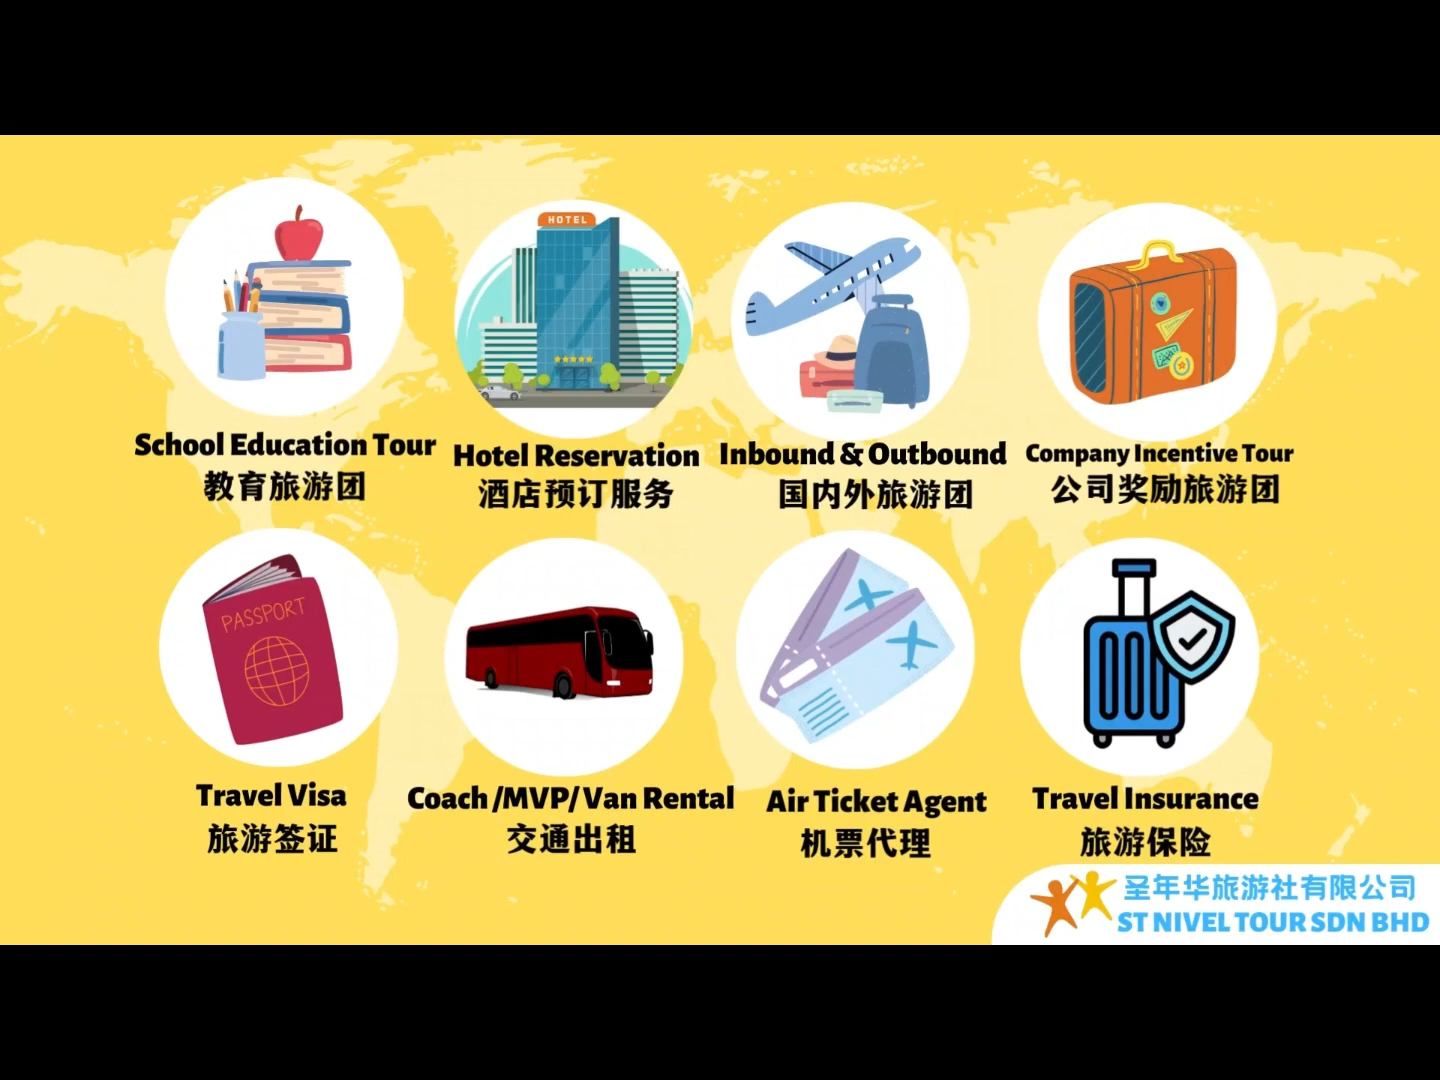 HOTEL
School Education Tour
教育旅游团
Hotel Reservation
酒店预订服务
Inbound & Outbound
国内外旅游团
Company Incentive Tour
公司奖励旅游团
PASSPORT
Travel Visa
旅游签证
Coach /MVP/ Van Rental
交通出租
Air Ticket Agent
机票代理
Travel Insurance
旅游保险
圣年华旅游社有限公司
ST NIVEL TOUR SDN BHD